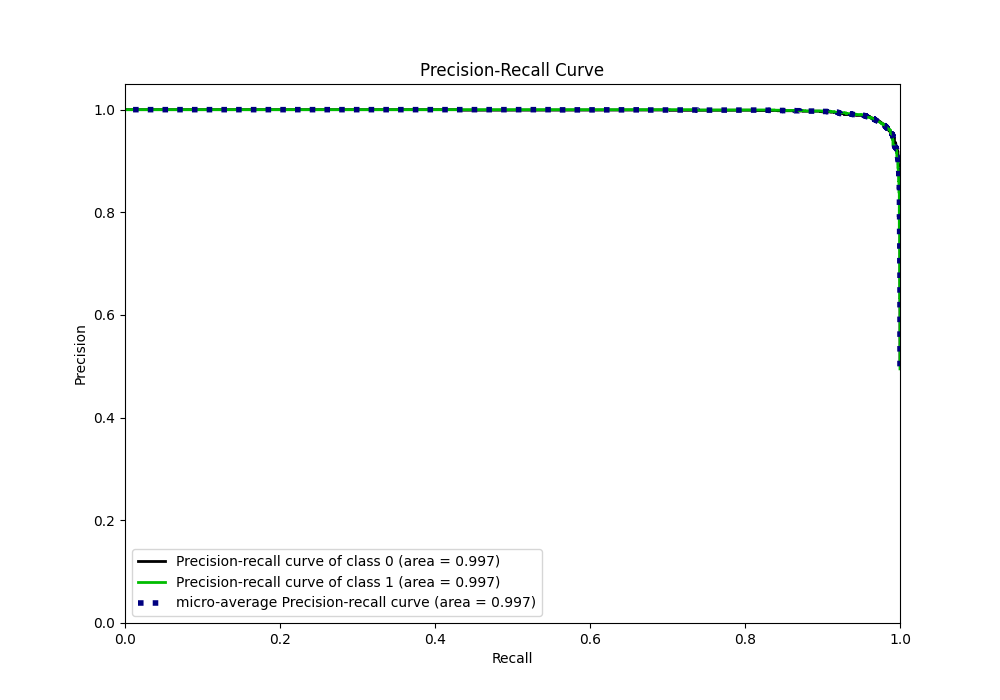 Precision-Recall Curve
1.0
0.8
0.6
0.4
0.2
0.0
Precision
Precision-recall curve of class 0 (area = 0.997)
Precision-recall curve of class 1 (area = 0.997)
micro-average Precision-recall curve (area = 0.997)
0.0 0.2 0.4 0.6 0.8 1.0
Recall